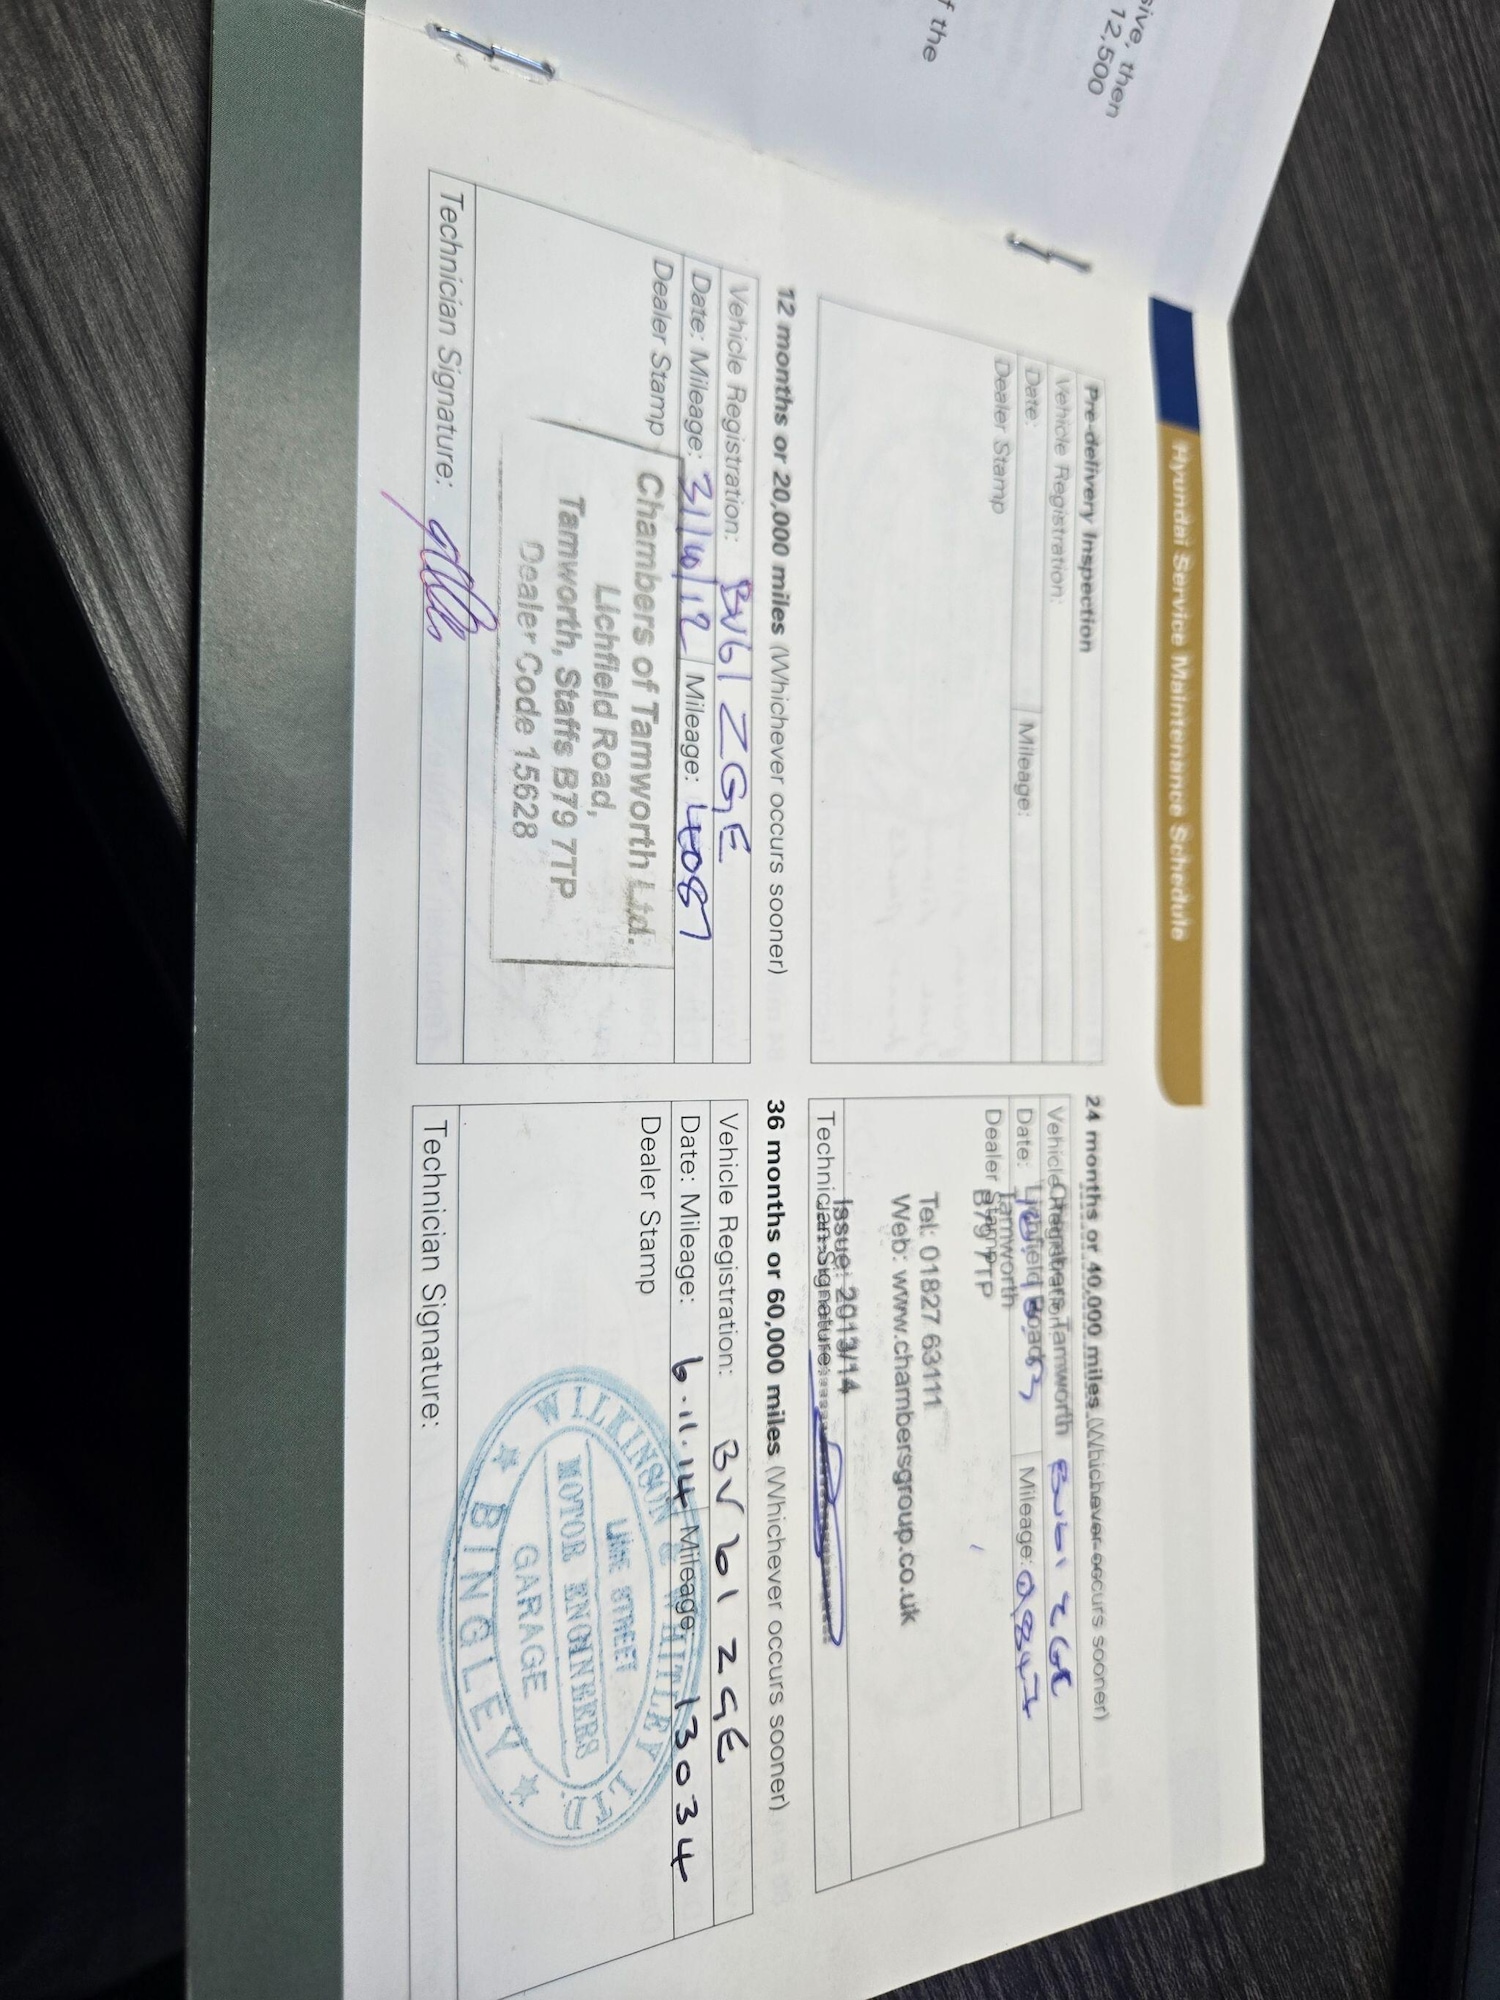 sive, then
12,500
f the
Hyundai Service Maintenance Schedule
Pre-delivery Inspection
Vehicle Registration:
Date: Mileage:
Dealer Stamp
12 months or 20,000 miles (Whichever occurs sooner)
Vehicle Registration: BV61 ZGE
Date: Mileage: 31/10/12 Mileage: 4087
Dealer Stamp
Chambers of Tamworth Ltd.
Lichfield Road,
Tamworth, Staffs B79 7TP
Dealer Code 15628
Technician Signature:
24 months or 40,000 miles (Whichever occurs sooner)
Vehicle Registration: BV61 ZGE
Date: Mileage:
Dealer Stamp
Tamworth
Lichfield Road
Tamworth
B79 7TP
Tel: 01827 63111
Web: www.chambersgroup.co.uk
Issue: 2013/14
Technician Signature:
36 months or 60,000 miles (Whichever occurs sooner)
Vehicle Registration: BV61 ZGE
Date: Mileage: 6.11.14 Mileage: 13034
Dealer Stamp
WILKINSON & WHITLEY LTD.
LIME STREET
MOTOR ENGINEERS
GARAGE
BINGLEY
Technician Signature: